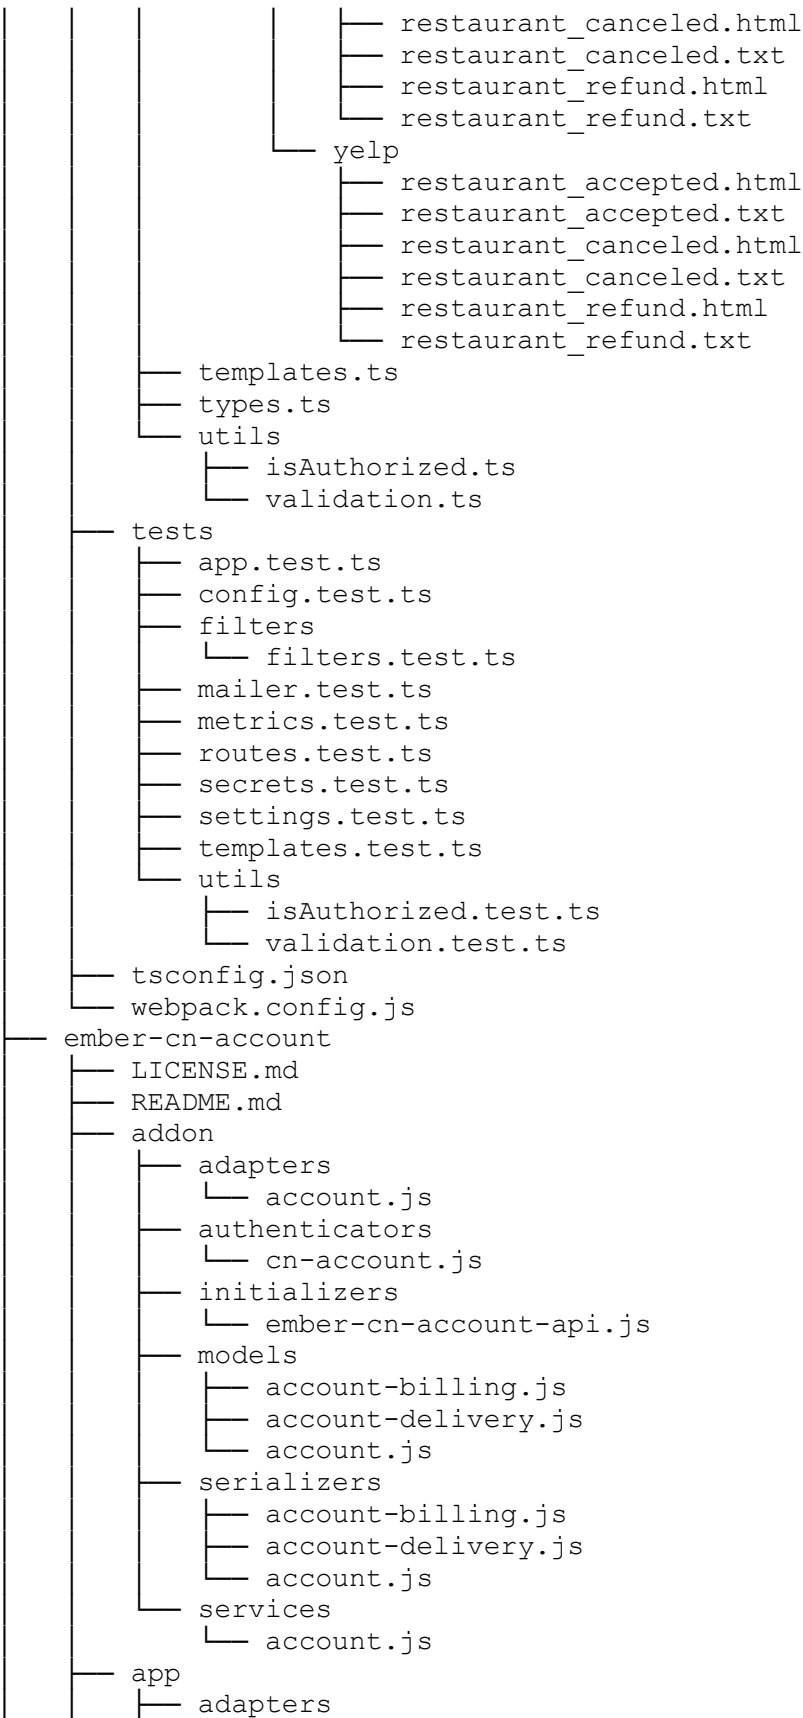 │   │   │       │   ├── restaurant_canceled.html
│   │   │       │   ├── restaurant_canceled.txt
│   │   │       │   ├── restaurant_refund.html
│   │   │       │   └── restaurant_refund.txt
│   │   │       └── yelp
│   │   │           ├── restaurant_accepted.html
│   │   │           ├── restaurant_accepted.txt
│   │   │           ├── restaurant_canceled.html
│   │   │           ├── restaurant_canceled.txt
│   │   │           ├── restaurant_refund.html
│   │   │           └── restaurant_refund.txt
│   │   ├── templates.ts
│   │   ├── types.ts
│   │   └── utils
│   │       ├── isAuthorized.ts
│   │       └── validation.ts
│   ├── tests
│   │   ├── app.test.ts
│   │   ├── config.test.ts
│   │   ├── filters
│   │   │   └── filters.test.ts
│   │   ├── mailer.test.ts
│   │   ├── metrics.test.ts
│   │   ├── routes.test.ts
│   │   ├── secrets.test.ts
│   │   ├── settings.test.ts
│   │   ├── templates.test.ts
│   │   └── utils
│   │       ├── isAuthorized.test.ts
│   │       └── validation.test.ts
│   ├── tsconfig.json
│   └── webpack.config.js
├── ember-cn-account
│   ├── LICENSE.md
│   ├── README.md
│   ├── addon
│   │   ├── adapters
│   │   │   └── account.js
│   │   ├── authenticators
│   │   │   └── cn-account.js
│   │   ├── initializers
│   │   │   └── ember-cn-account-api.js
│   │   ├── models
│   │   │   ├── account-billing.js
│   │   │   ├── account-delivery.js
│   │   │   └── account.js
│   │   ├── serializers
│   │   │   ├── account-billing.js
│   │   │   ├── account-delivery.js
│   │   │   └── account.js
│   │   └── services
│   │       └── account.js
│   ├── app
│   │   ├── adapters